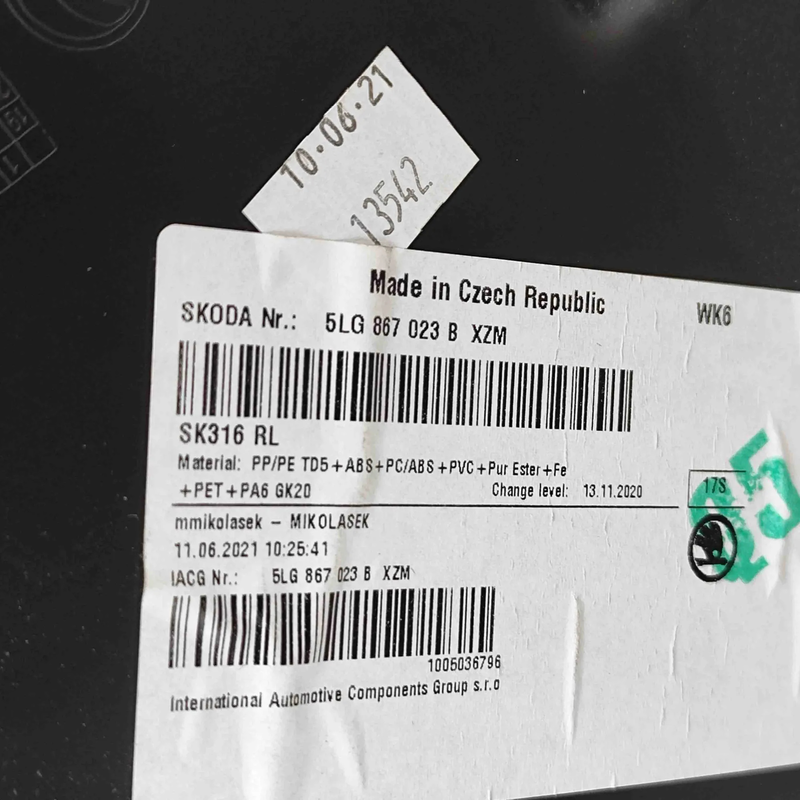 10.06.21
13542
Made in Czech Republic
WK6
SKODA Nr.: 5LG 867 023 B XZM
SK316 RL
Material: PP/PE TD5+ABS+PC/ABS+PVC+Pur Ester+Fe
+PET+PA6 GK20
Change level: 13.11.2020
17S
mmikolasek - MIKOLASEK
11.06.2021 10:25:41
IACG Nr.: 5LG 867 023 B XZM
1005036796
International Automotive Components Group s.r.o